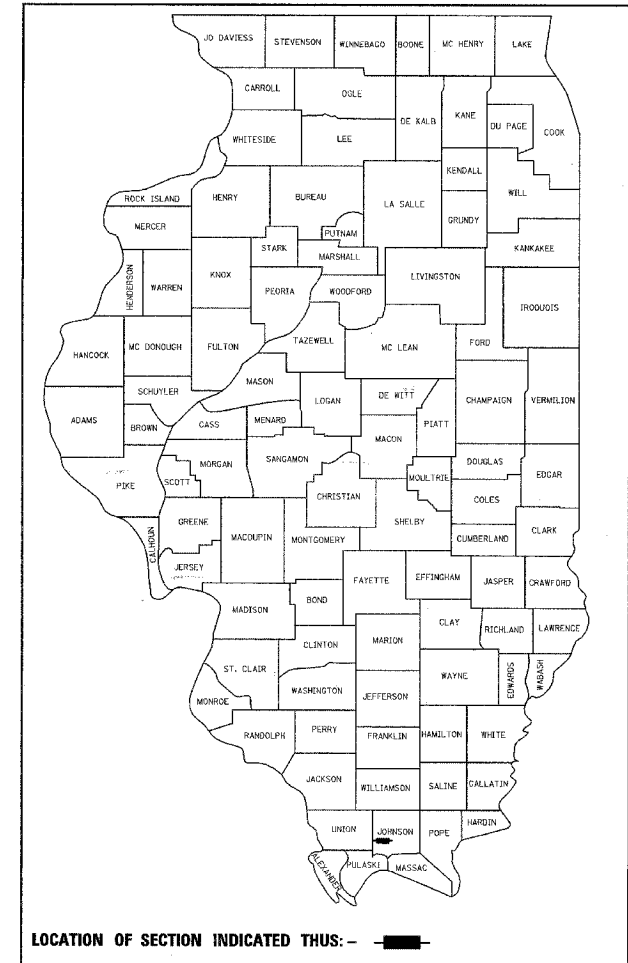 JO DAVIESS
STEVENSON
WINNEBAGO
BOONE
MC HENRY
LAKE
CARROLL
OGLE
DE KALB
KANE
DU PAGE
COOK
WHITESIDE
LEE
KENDALL
WILL
ROCK ISLAND
HENRY
BUREAU
LA SALLE
GRUNDY
MERCER
PUTNAM
KANKAKEE
STARK
MARSHALL
LIVINGSTON
HENDERSON
WARREN
KNOX
PEORIA
WOODFORD
IROQUOIS
HANCOCK
MC DONOUGH
FULTON
TAZEWELL
MC LEAN
FORD
SCHUYLER
MASON
LOGAN
DE WITT
CHAMPAIGN
VERMILION
ADAMS
BROWN
CASS
MENARD
MACON
PIATT
PIKE
SCOTT
MORGAN
SANGAMON
CHRISTIAN
MOULTRIE
DOUGLAS
EDGAR
COLES
SHELBY
CALHOUN
GREENE
MACOUPIN
MONTGOMERY
CUMBERLAND
CLARK
JERSEY
FAYETTE
EFFINGHAM
JASPER
CRAWFORD
MADISON
BOND
CLAY
RICHLAND
LAWRENCE
CLINTON
MARION
ST. CLAIR
WAYNE
EDWARDS
WABASH
MONROE
WASHINGTON
JEFFERSON
RANDOLPH
PERRY
FRANKLIN
HAMILTON
WHITE
JACKSON
WILLIAMSON
SALINE
GALLATIN
UNION
JOHNSON
POPE
HARDIN
ALEXANDER
PULASKI
MASSAC
LOCATION OF SECTION INDICATED THUS: -